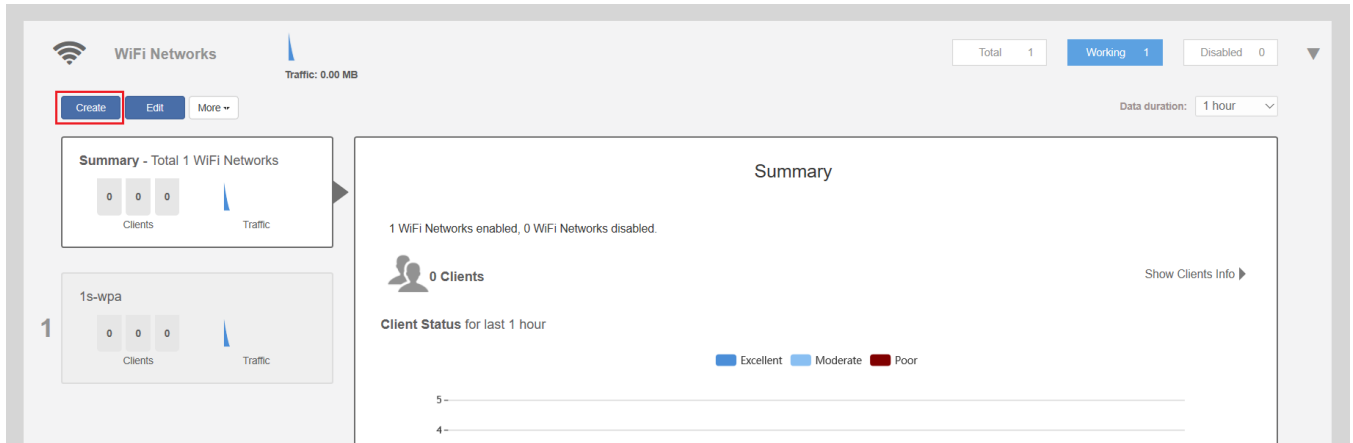 WiFi Networks
Traffic: 0.00 MB
Total 1
Working 1
Disabled 0
Create
Edit
More
Data duration: 1 hour
Summary - Total 1 WiFi Networks
0 0 0
Clients Traffic
1s-wpa
1
0 0 0
Clients Traffic
Summary
1 WiFi Networks enabled, 0 WiFi Networks disabled.
0 Clients
Show Clients Info
Client Status for last 1 hour
Excellent Moderate Poor
5
4